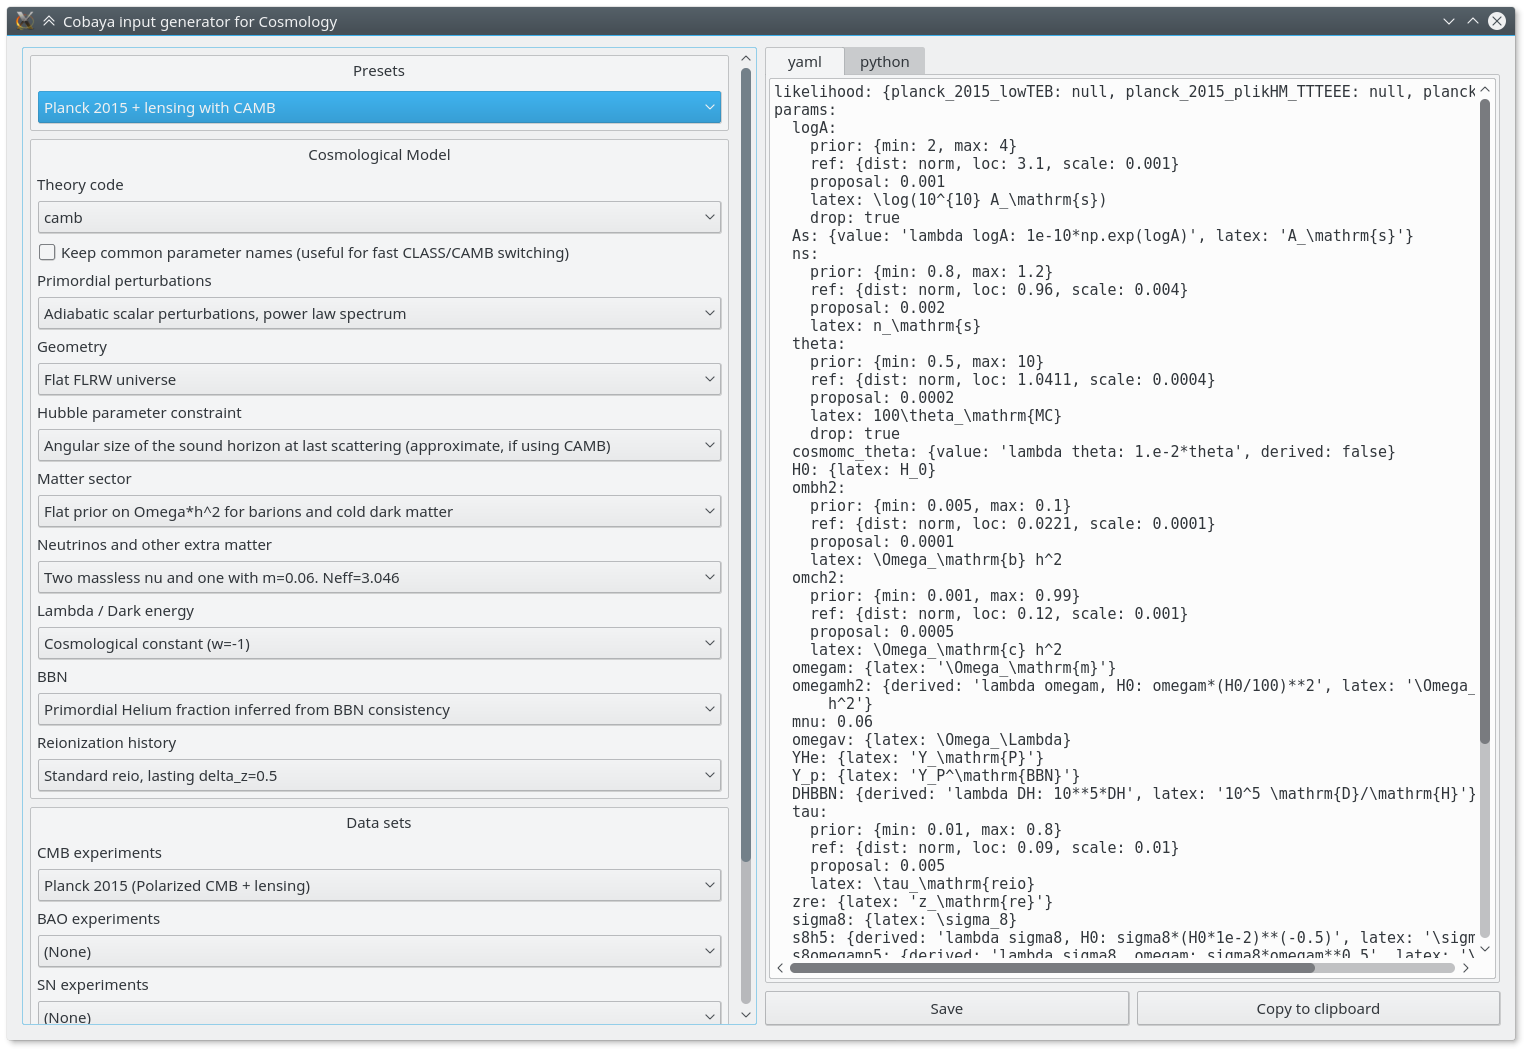 Cobaya input generator for Cosmology
Presets
Planck 2015 + lensing with CAMB
Cosmological Model
Theory code
camb
Keep common parameter names (useful for fast CLASS/CAMB switching)
Primordial perturbations
Adiabatic scalar perturbations, power law spectrum
Geometry
Flat FLRW universe
Hubble parameter constraint
Angular size of the sound horizon at last scattering (approximate, if using CAMB)
Matter sector
Flat prior on Omega*h^2 for barions and cold dark matter
Neutrinos and other extra matter
Two massless nu and one with m=0.06. Neff=3.046
Lambda / Dark energy
Cosmological constant (w=-1)
BBN
Primordial Helium fraction inferred from BBN consistency
Reionization history
Standard reio, lasting delta_z=0.5
Data sets
CMB experiments
Planck 2015 (Polarized CMB + lensing)
BAO experiments
(None)
SN experiments
(None)
yaml python
likelihood: {planck_2015_lowTEB: null, planck_2015_plikHM_TTTEEE: null, planck
params:
  logA:
    prior: {min: 2, max: 4}
    ref: {dist: norm, loc: 3.1, scale: 0.001}
    proposal: 0.001
    latex: \log(10^{10} A_\mathrm{s})
    drop: true
  As: {value: 'lambda logA: 1e-10*np.exp(logA)', latex: 'A_\mathrm{s}'}
  ns:
    prior: {min: 0.8, max: 1.2}
    ref: {dist: norm, loc: 0.96, scale: 0.004}
    proposal: 0.002
    latex: n_\mathrm{s}
  theta:
    prior: {min: 0.5, max: 10}
    ref: {dist: norm, loc: 1.0411, scale: 0.0004}
    proposal: 0.0002
    latex: 100\theta_\mathrm{MC}
    drop: true
  cosmomc_theta: {value: 'lambda theta: 1.e-2*theta', derived: false}
  H0: {latex: H_0}
  ombh2:
    prior: {min: 0.005, max: 0.1}
    ref: {dist: norm, loc: 0.0221, scale: 0.0001}
    proposal: 0.0001
    latex: \Omega_\mathrm{b} h^2
  omch2:
    prior: {min: 0.001, max: 0.99}
    ref: {dist: norm, loc: 0.12, scale: 0.001}
    proposal: 0.0005
    latex: \Omega_\mathrm{c} h^2
  omegam: {latex: '\Omega_\mathrm{m}'}
  omegamh2: {derived: 'lambda omegam, H0: omegam*(H0/100)**2', latex: '\Omega_
      h^2'}
  mnu: 0.06
  omegav: {latex: \Omega_\Lambda}
  YHe: {latex: 'Y_\mathrm{P}'}
  Y_p: {latex: 'Y_P^\mathrm{BBN}'}
  DHBBN: {derived: 'lambda DH: 10**5*DH', latex: '10^5 \mathrm{D}/\mathrm{H}'}
  tau:
    prior: {min: 0.01, max: 0.8}
    ref: {dist: norm, loc: 0.09, scale: 0.01}
    proposal: 0.005
    latex: \tau_\mathrm{reio}
  zre: {latex: 'z_\mathrm{re}'}
  sigma8: {latex: \sigma_8}
  s8h5: {derived: 'lambda sigma8, H0: sigma8*(H0*1e-2)**(-0.5)', latex: '\sigm
  s8omegamp5: {derived: 'lambda sigma8, omegam: sigma8*omegam**0.5', latex: '\
Save
Copy to clipboard